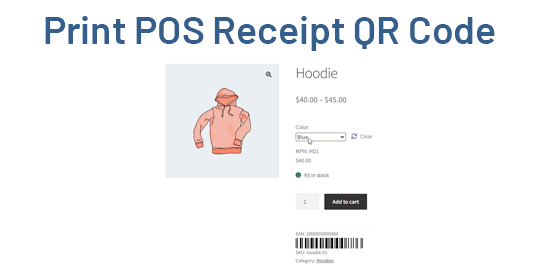 Print POS Receipt QR Code
Hoodie
$40.00 – $45.00
Color
Blue
Clear
MPN: HD1
$40.00
93 in stock
1
Add to cart
EAN: 2000000000886
SKU: hoodie-01
Category: Hoodies